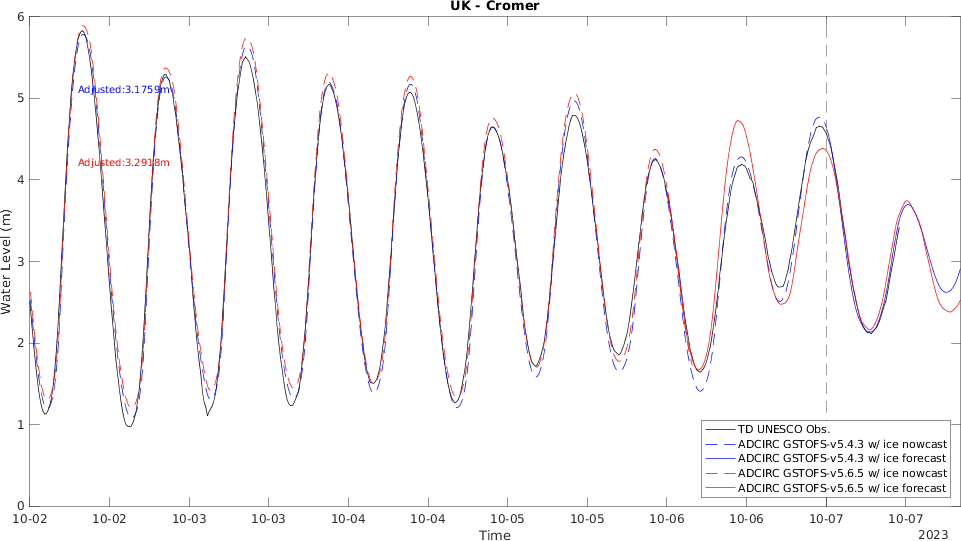 UK - Cromer
6
5
4
3
2
1
0
Water Level (m)
Adjusted:3.1759m
Adjusted:3.2918m
TD UNESCO Obs.
ADCIRC GSTOFS-v5.4.3 w/ ice nowcast
ADCIRC GSTOFS-v5.4.3 w/ ice forecast
ADCIRC GSTOFS-v5.6.5 w/ ice nowcast
ADCIRC GSTOFS-v5.6.5 w/ ice forecast
10-02 10-02 10-03 10-03 10-04 10-04 10-05 10-05 10-06 10-06 10-07 10-07
Time
2023